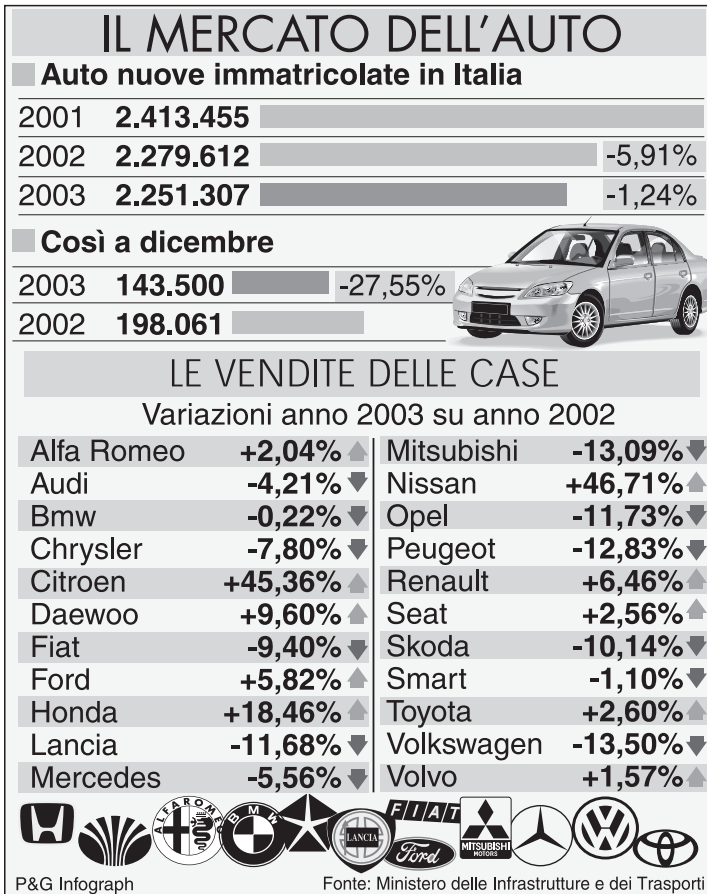 IL MERCATO DELL'AUTO
Auto nuove immatricolate in Italia
2001 2.413.455
2002 2.279.612 -5,91%
2003 2.251.307 -1,24%
Così a dicembre
2003 143.500 -27,55%
2002 198.061
LE VENDITE DELLE CASE
Variazioni anno 2003 su anno 2002
Alfa Romeo +2,04%
Audi -4,21%
Bmw -0,22%
Chrysler -7,80%
Citroen +45,36%
Daewoo +9,60%
Fiat -9,40%
Ford +5,82%
Honda +18,46%
Lancia -11,68%
Mercedes -5,56%
Mitsubishi -13,09%
Nissan +46,71%
Opel -11,73%
Peugeot -12,83%
Renault +6,46%
Seat +2,56%
Skoda -10,14%
Smart -1,10%
Toyota +2,60%
Volkswagen -13,50%
Volvo +1,57%
ALFA ROMEO
BMW
LANCIA
FIAT
Ford
MITSUBISHI
MOTORS
P&G Infograph
Fonte: Ministero delle Infrastrutture e dei Trasporti